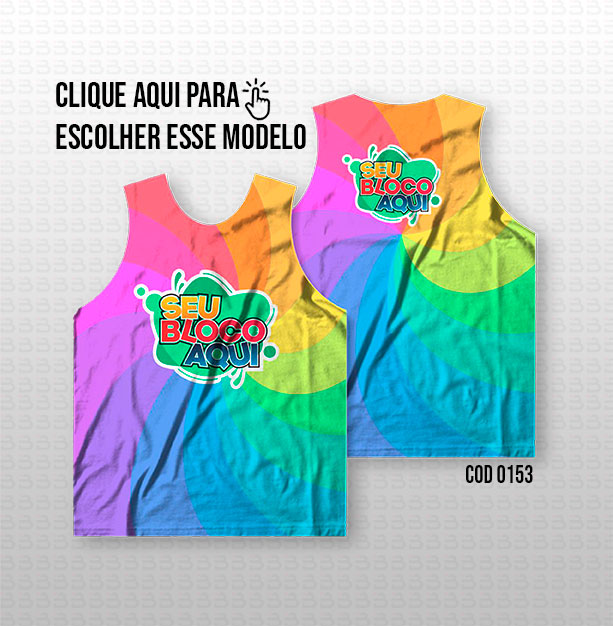 CLIQUE AQUI PARA
ESCOLHER ESSE MODELO
SEU
BLOCO
AQUI
SEU
BLOCO
AQUI
COD 0153